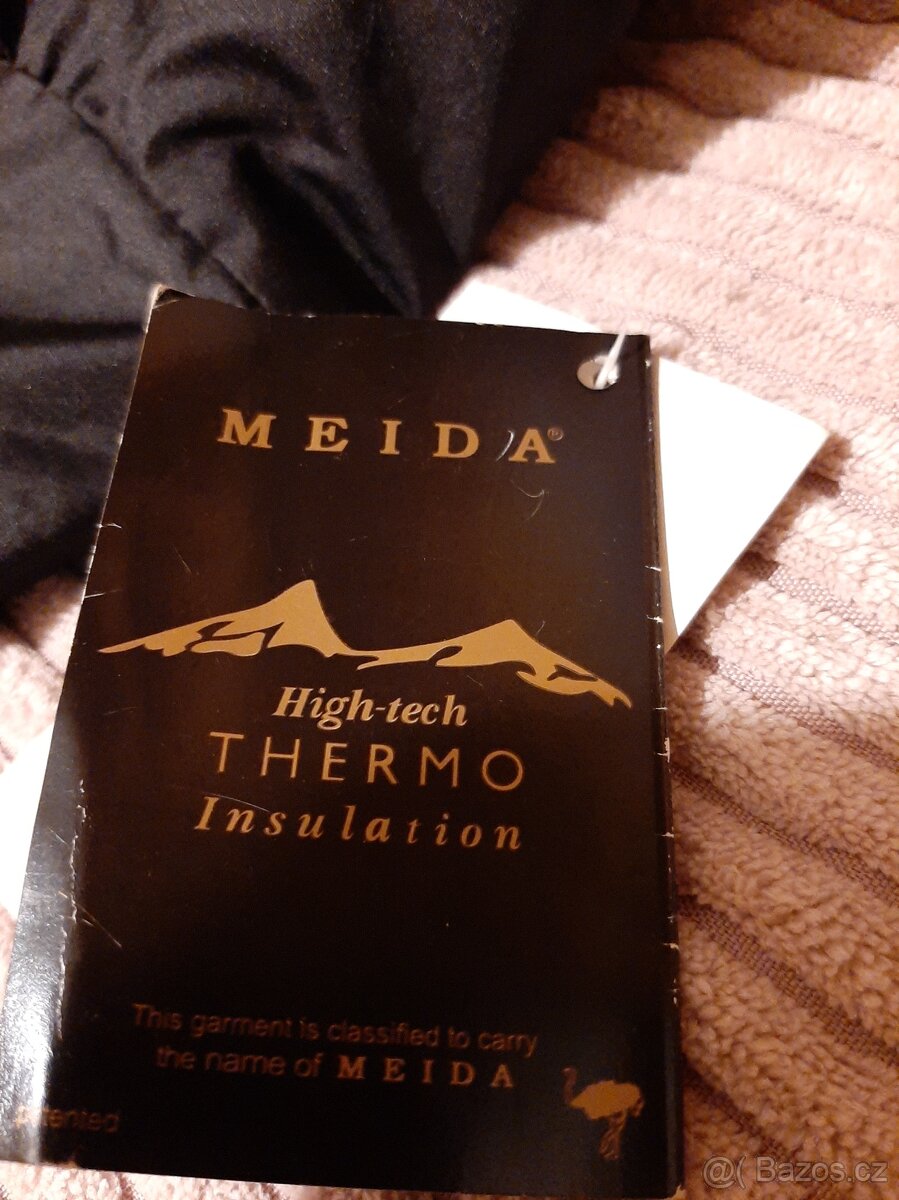 MEIDA®
High-tech
THERMO
Insulation
This garment is classified to carry
the name of MEIDA
@( Bazos.cz